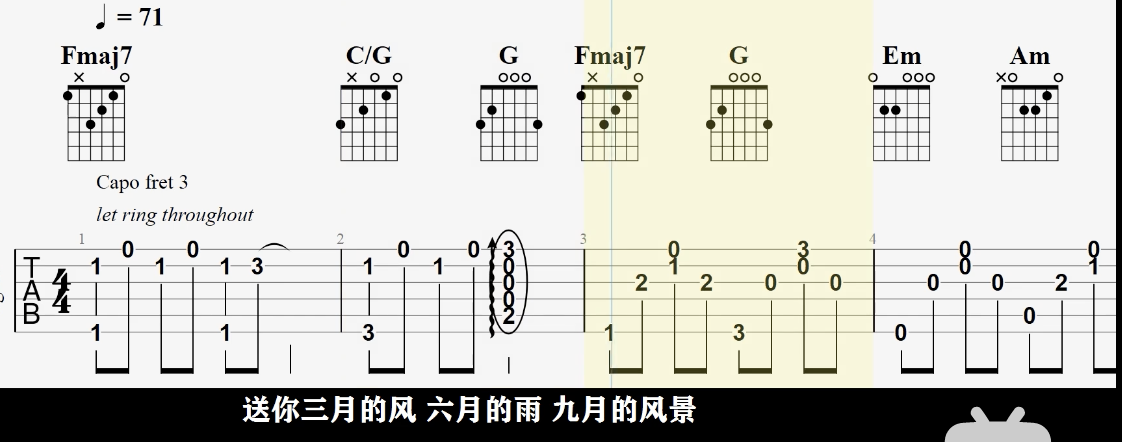 ♩ = 71
Fmaj7 C/G G Fmaj7 G Em Am
Capo fret 3
let ring throughout
1 2 3 4
0 0 0 0 3 0 3 0 0
T 1 1 1 3 1 1 0 1 0 0 1
A 4 0 2 2 0 0 0 0 2
4 0
B 2 0
1 1 3 1 3 0
送你三月的风 六月的雨 九月的风景